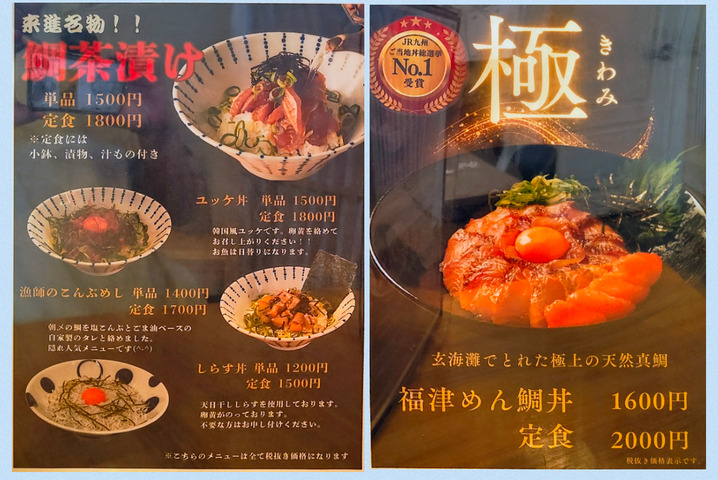 来進名物！！
鯛茶漬け
単品 1500円
定食 1800円
※定食には
小鉢、漬物、汁もの付き
ユッケ丼 単品 1500円
定食 1800円
韓国風ユッケです。卵黄を絡めて
お召し上がりください！！
お魚は日替りになります。
漁師のこんぶめし 単品 1400円
定食 1700円
朝〆の鯛を塩こんぶとごま油ベースの
自家製のタレと絡めました。
隠れ人気メニューです(^-^)
しらす丼 単品 1200円
定食 1500円
天日干ししらすを使用しております。
卵黄がのっております。
不要な方はお申し付けください。
※こちらのメニューは全て税抜き価格になります
JR九州
ご当地丼総選挙
No.1
受賞
極
きわみ
玄海灘でとれた極上の天然真鯛
福津めん鯛丼 1600円
定食 2000円
税抜き価格表示です。